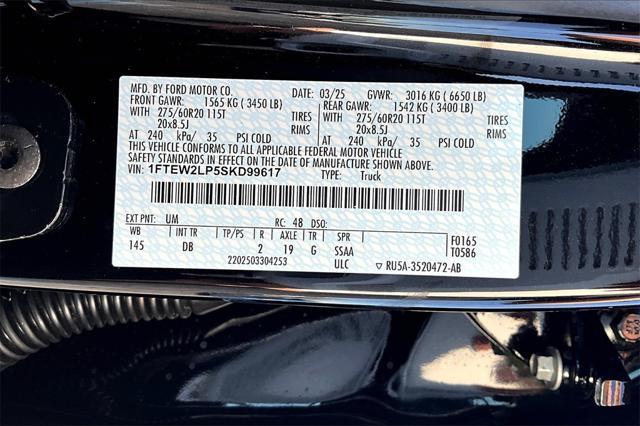 MFD. BY FORD MOTOR CO. 03/25 GVWR: 3016 KG ( 6650 LB)
FRONT GAWR: 1565 KG ( 3450 LB) REAR GAWR: 1542 KG ( 3400 LB)
WITH 275/60R20 115T TIRES WITH 275/60R20 115T TIRES
20x8.5J RIMS 20x8.5J RIMS
AT 240 kPa/ 35 PSI COLD AT 240 kPa/ 35 PSI COLD
THIS VEHICLE CONFORMS TO ALL APPLICABLE FEDERAL MOTOR VEHICLE
SAFETY STANDARDS IN EFFECT ON THE DATE OF MANUFACTURE SHOWN ABOVE.
VIN: 1FTEW2LP5SKD99617 TYPE: Truck
EXT PNT: UM RC: 48 DSO:
WB INT TR TP/PS R AXLE TR SPR F0165
145 DB 2 19 G SSAA T0586
2202503304253 ULC ▽ RU5A-3520472-AB